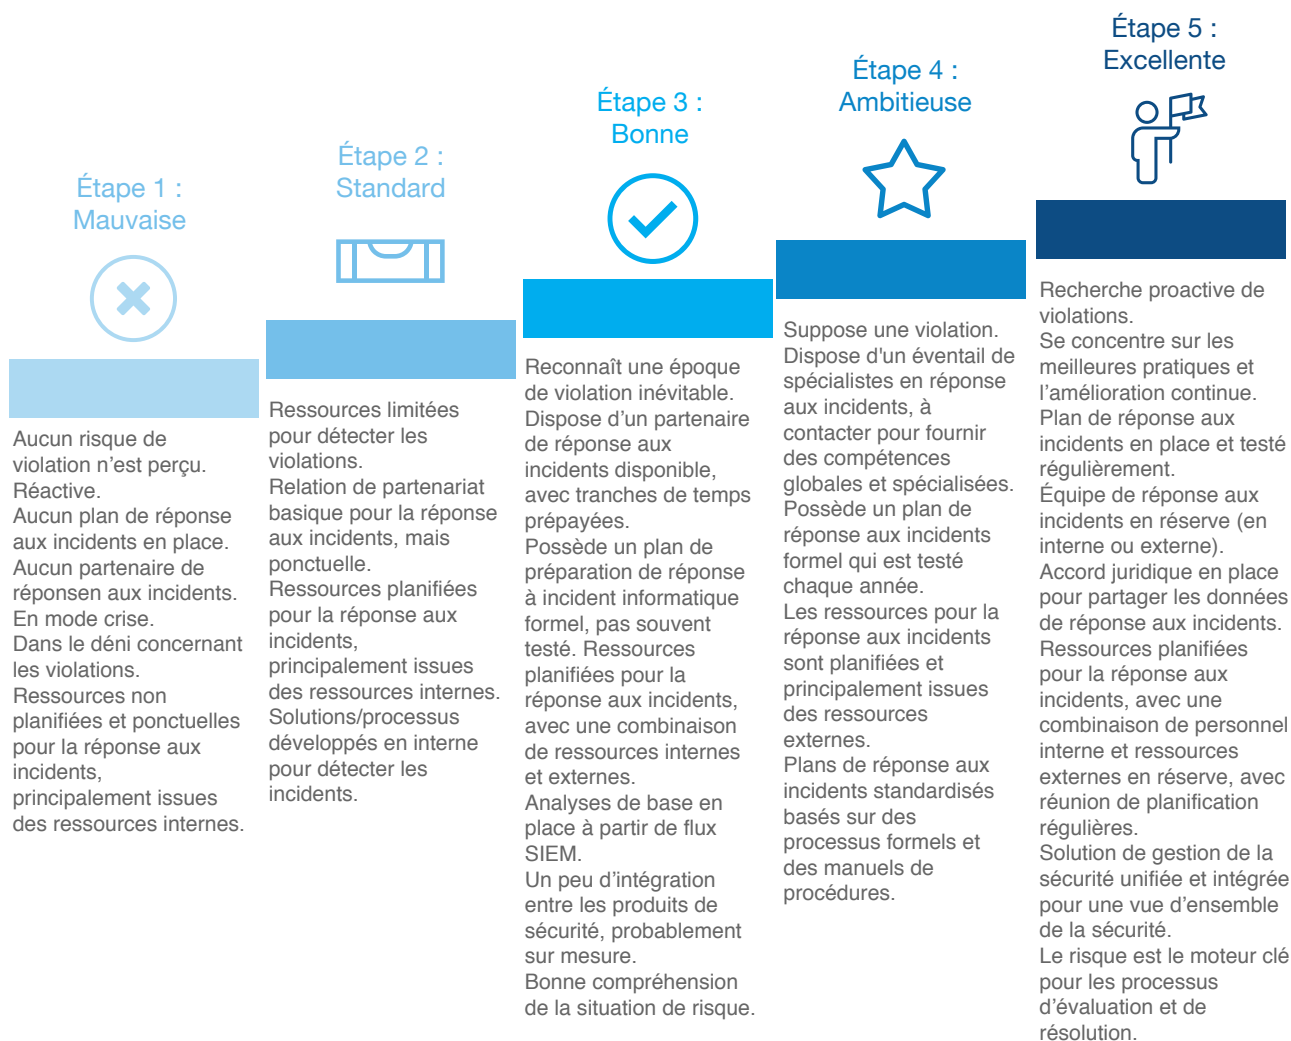 Étape 1 :
Mauvaise
Aucun risque de
violation n’est perçu.
Réactive.
Aucun plan de réponse
aux incidents en place.
Aucun partenaire de
réponsen aux incidents.
En mode crise.
Dans le déni concernant
les violations.
Ressources non
planifiées et ponctuelles
pour la réponse aux
incidents,
principalement issues
des ressources internes.
Étape 2 :
Standard
Ressources limitées
pour détecter les
violations.
Relation de partenariat
basique pour la réponse
aux incidents, mais
ponctuelle.
Ressources planifiées
pour la réponse aux
incidents,
principalement issues
des ressources internes.
Solutions/processus
développés en interne
pour détecter les
incidents.
Étape 3 :
Bonne
Reconnaît une époque
de violation inévitable.
Dispose d’un partenaire
de réponse aux
incidents disponible,
avec tranches de temps
prépayées.
Possède un plan de
préparation de réponse
à incident informatique
formel, pas souvent
testé. Ressources
planifiées pour la
réponse aux incidents,
avec une combinaison
de ressources internes
et externes.
Analyses de base en
place à partir de flux
SIEM.
Un peu d’intégration
entre les produits de
sécurité, probablement
sur mesure.
Bonne compréhension
de la situation de risque.
Étape 4 :
Ambitieuse
Suppose une violation.
Dispose d'un éventail de
spécialistes en réponse
aux incidents, à
contacter pour fournir
des compétences
globales et spécialisées.
Possède un plan de
réponse aux incidents
formel qui est testé
chaque année.
Les ressources pour la
réponse aux incidents
sont planifiées et
principalement issues
des ressources
externes.
Plans de réponse aux
incidents standardisés
basés sur des
processus formels et
des manuels de
procédures.
Étape 5 :
Excellente
Recherche proactive de
violations.
Se concentre sur les
meilleures pratiques et
l’amélioration continue.
Plan de réponse aux
incidents en place et testé
régulièrement.
Équipe de réponse aux
incidents en réserve (en
interne ou externe).
Accord juridique en place
pour partager les données
de réponse aux incidents.
Ressources planifiées
pour la réponse aux
incidents, avec une
combinaison de personnel
interne et ressources
externes en réserve, avec
réunion de planification
régulières.
Solution de gestion de la
sécurité unifiée et intégrée
pour une vue d’ensemble
de la sécurité.
Le risque est le moteur clé
pour les processus
d’évaluation et de
résolution.